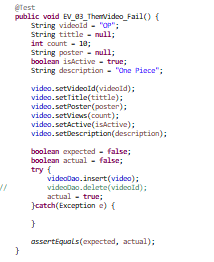 @Test
public void EV_03_ThemVideo_Fail() {
String videoId = "OP";
String tittle = null;
int count = 10;
String poster = null;
boolean isActive = true;
String description = "One Piece";
video.setVideoId(videoId);
video.setTitle(tittle);
video.setPoster(poster);
video.setViews(count);
video.setActive(isActive);
video.setDescription(description);
boolean expected = false;
boolean actual = false;
try {
videoDao.insert(video);
// videoDao.delete(videoId);
actual = true;
}catch(Exception e) {
}
assertEquals(expected, actual);
}